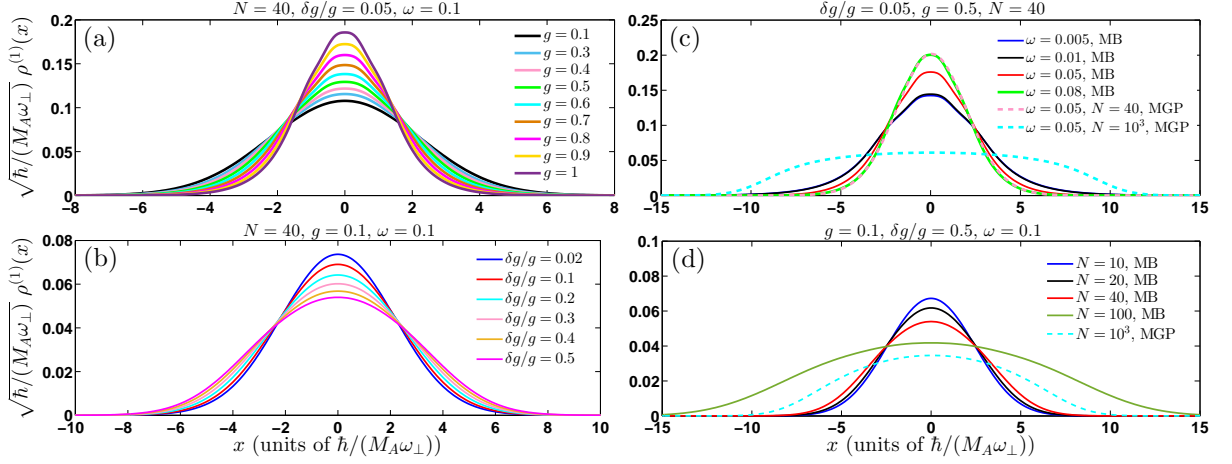 N = 40, δg/g = 0.05, ω = 0.1
(a)
√ħ/(M_Aω_⊥) ρ^(1)(x)
0.2
0.15
0.1
0.05
0
g = 0.1
g = 0.3
g = 0.4
g = 0.5
g = 0.6
g = 0.7
g = 0.8
g = 0.9
g = 1
−8 −6 −4 −2 0 2 4 6 8
δg/g = 0.05, g = 0.5, N = 40
(c)
0.25
0.2
0.15
0.1
0.05
0
ω = 0.005, MB
ω = 0.01, MB
ω = 0.05, MB
ω = 0.08, MB
ω = 0.05, N = 40, MGP
ω = 0.05, N = 10³, MGP
−15 −10 −5 0 5 10 15
N = 40, g = 0.1, ω = 0.1
(b)
√ħ/(M_Aω_⊥) ρ^(1)(x)
0.08
0.06
0.04
0.02
0
δg/g = 0.02
δg/g = 0.1
δg/g = 0.2
δg/g = 0.3
δg/g = 0.4
δg/g = 0.5
−10 −8 −6 −4 −2 0 2 4 6 8 10
x (units of ħ/(M_Aω_⊥))
g = 0.1, δg/g = 0.5, ω = 0.1
(d)
0.1
0.08
0.06
0.04
0.02
0
N = 10, MB
N = 20, MB
N = 40, MB
N = 100, MB
N = 10³, MGP
−15 −10 −5 0 5 10 15
x (units of ħ/(M_Aω_⊥))